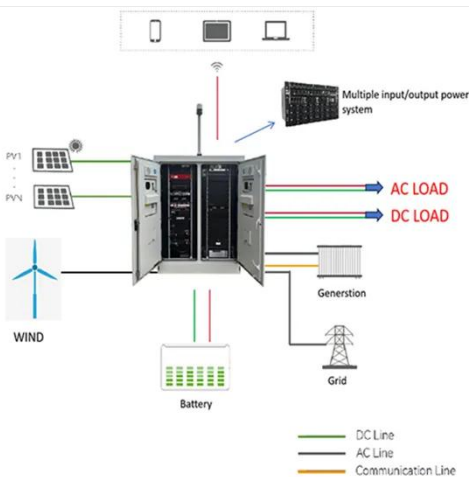 Multiple input/output power
system
PV1
PVN
AC LOAD
DC LOAD
WIND
Generstion
Grid
Battery
DC Line
AC Line
Communication Line